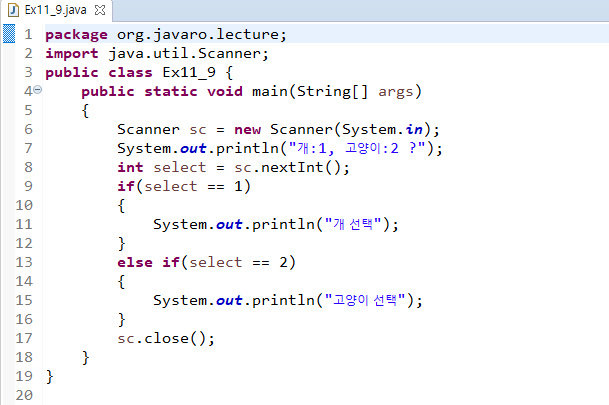 Ex11_9.java
1 package org.javaro.lecture;
2 import java.util.Scanner;
3 public class Ex11_9 {
4     public static void main(String[] args)
5     {
6         Scanner sc = new Scanner(System.in);
7         System.out.println("개:1, 고양이:2 ?");
8         int select = sc.nextInt();
9         if(select == 1)
10         {
11             System.out.println("개 선택");
12         }
13         else if(select == 2)
14         {
15             System.out.println("고양이 선택");
16         }
17         sc.close();
18     }
19 }
20